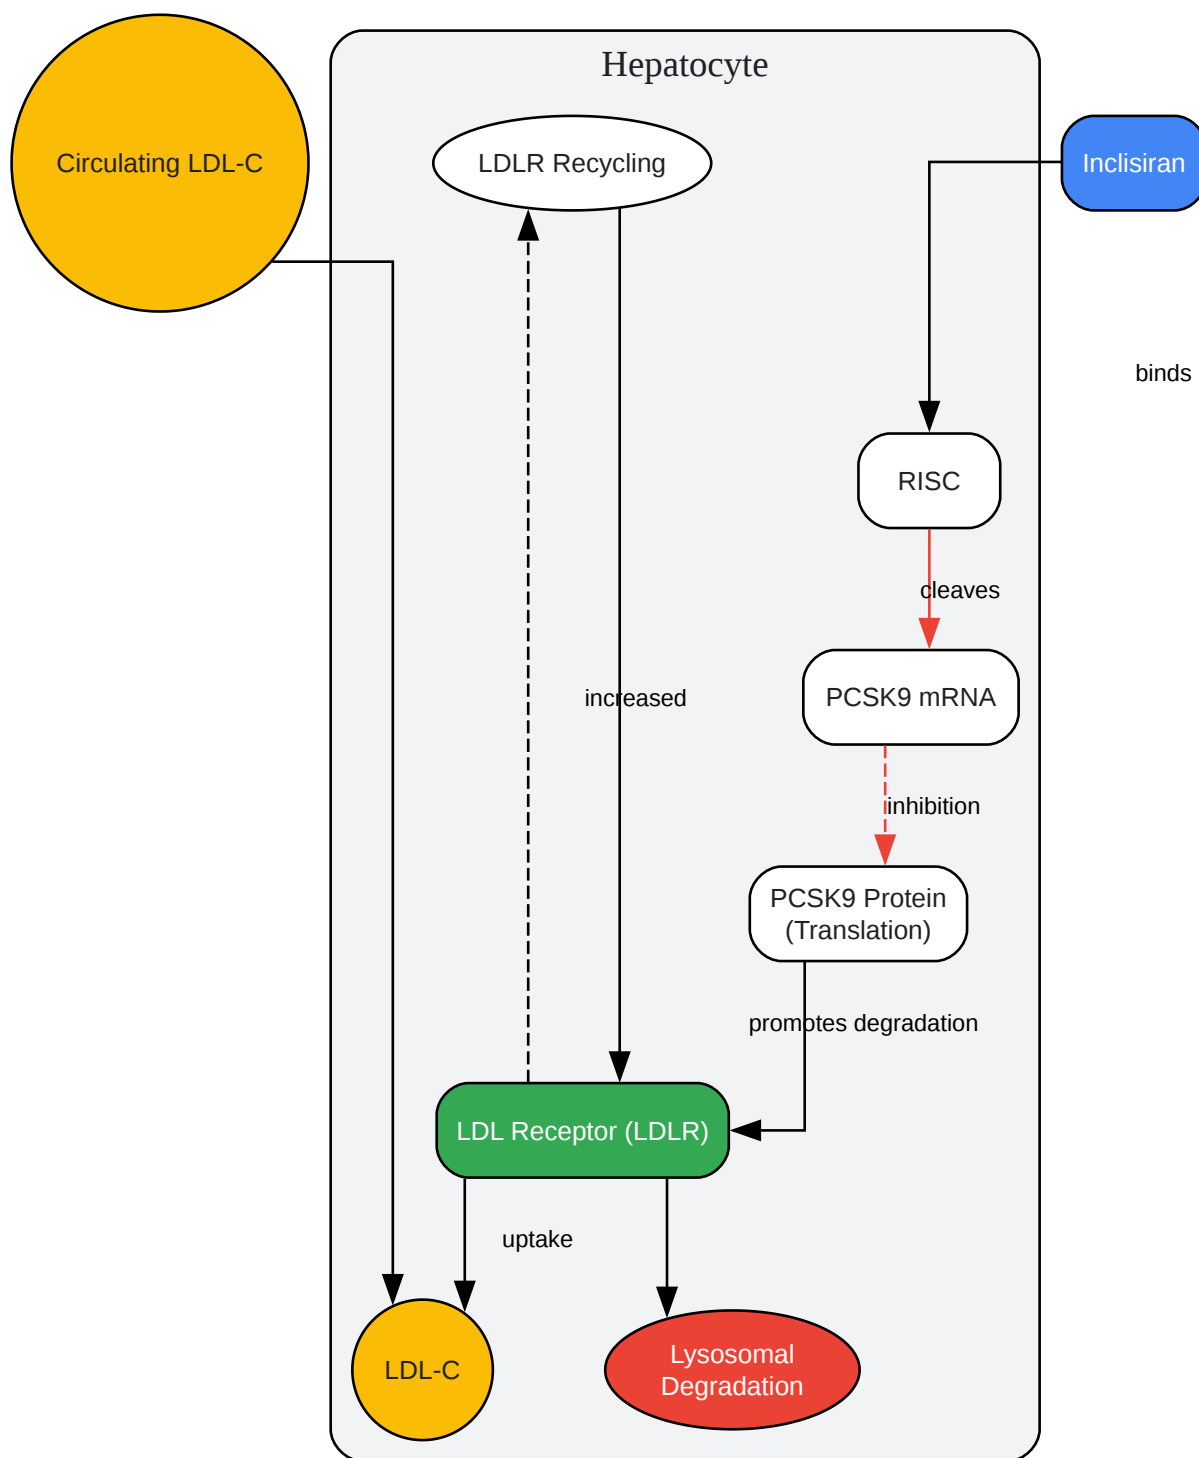 Hepatocyte
Circulating LDL-C
LDLR Recycling
Inclisiran
binds
RISC
cleaves
PCSK9 mRNA
increased
inhibition
PCSK9 Protein
(Translation)
promotes degradation
LDL Receptor (LDLR)
uptake
LDL-C
Lysosomal
Degradation